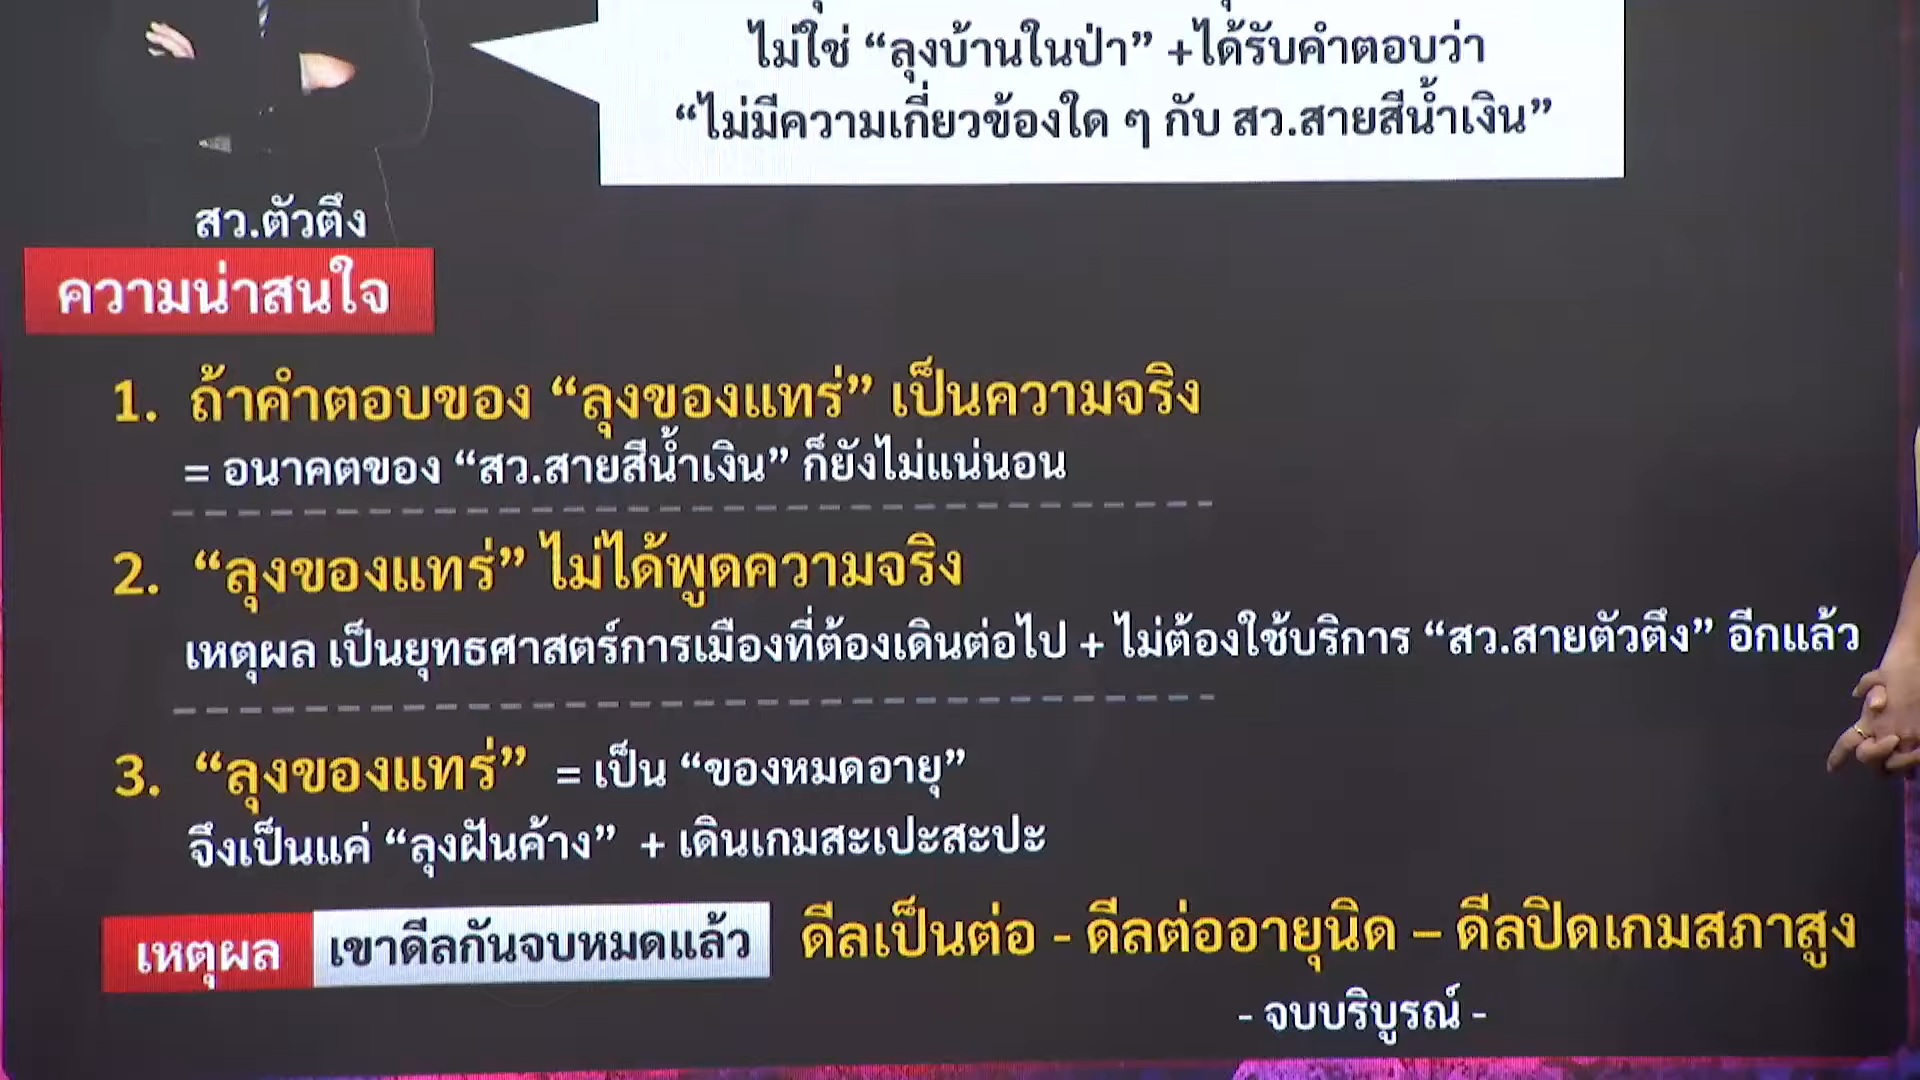 ไม่ใช่ “ลุงบ้านในป่า” +ได้รับคำตอบว่า
“ไม่มีความเกี่ยวข้องใด ๆ กับ สว.สายสีน้ำเงิน”
สว.ตัวตึง
ความน่าสนใจ
1. ถ้าคำตอบของ “ลุงของแทร่” เป็นความจริง
= อนาคตของ “สว.สายสีน้ำเงิน” ก็ยังไม่แน่นอน
2. “ลุงของแทร่” ไม่ได้พูดความจริง
เหตุผล เป็นยุทธศาสตร์การเมืองที่ต้องเดินต่อไป + ไม่ต้องใช้บริการ “สว.สายตัวตึง” อีกแล้ว
3. “ลุงของแทร่” = เป็น “ของหมดอายุ”
จึงเป็นแค่ “ลุงฝันค้าง” + เดินเกมสะเปะสะปะ
เหตุผล เขาดีลกันจบหมดแล้ว ดีลเป็นต่อ - ดีลต่ออายุนิด – ดีลปิดเกมสภาสูง
- จบบริบูรณ์ -